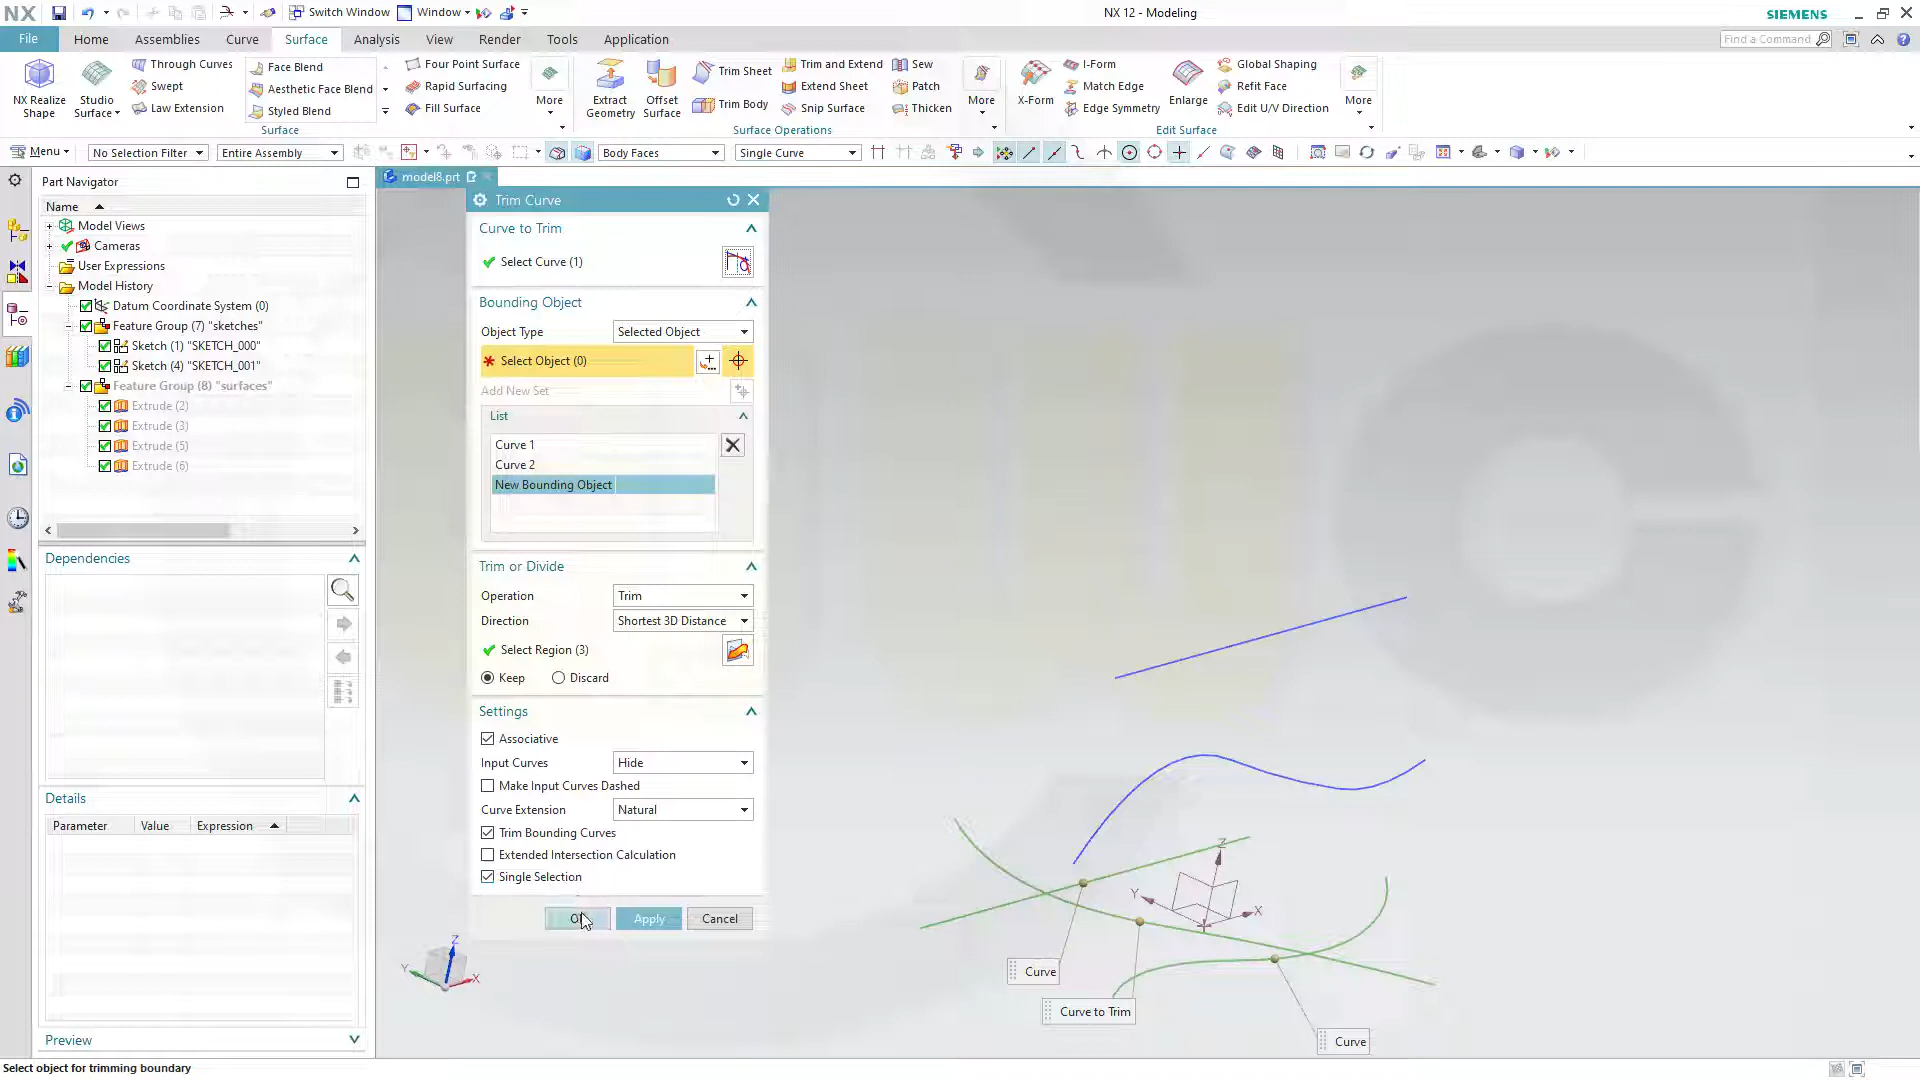 NX
Switch Window
Window
NX 12 - Modeling
SIEMENS
File
Home
Assemblies
Curve
Surface
Analysis
View
Render
Tools
Application
Find a Command
NX Realize Shape
Studio Surface
Through Curves
Swept
Law Extension
Face Blend
Aesthetic Face Blend
Styled Blend
Four Point Surface
Rapid Surfacing
Fill Surface
More
Surface
Extract Geometry
Offset Surface
Trim Sheet
Trim Body
Trim and Extend
Extend Sheet
Snip Surface
Sew
Patch
Thicken
More
Surface Operations
X-Form
I-Form
Match Edge
Edge Symmetry
Enlarge
Global Shaping
Refit Face
Edit U/V Direction
More
Edit Surface
Menu
No Selection Filter
Entire Assembly
Body Faces
Single Curve
Part Navigator
Name
Model Views
Cameras
User Expressions
Model History
Datum Coordinate System (0)
Feature Group (7) "sketches"
Sketch (1) "SKETCH_000"
Sketch (4) "SKETCH_001"
Feature Group (8) "surfaces"
Extrude (2)
Extrude (3)
Extrude (5)
Extrude (6)
Dependencies
Details
Parameter Value Expression
Preview
model8.prt
Trim Curve
Curve to Trim
Select Curve (1)
Bounding Object
Object Type Selected Object
* Select Object (0)
Add New Set
List
Curve 1
Curve 2
New Bounding Object
Trim or Divide
Operation Trim
Direction Shortest 3D Distance
Select Region (3)
Keep Discard
Settings
Associative
Input Curves Hide
Make Input Curves Dashed
Curve Extension Natural
Trim Bounding Curves
Extended Intersection Calculation
Single Selection
Apply Cancel
Z
Y
X
Z
Y
X
Curve
Curve to Trim
Curve
Select object for trimming boundary